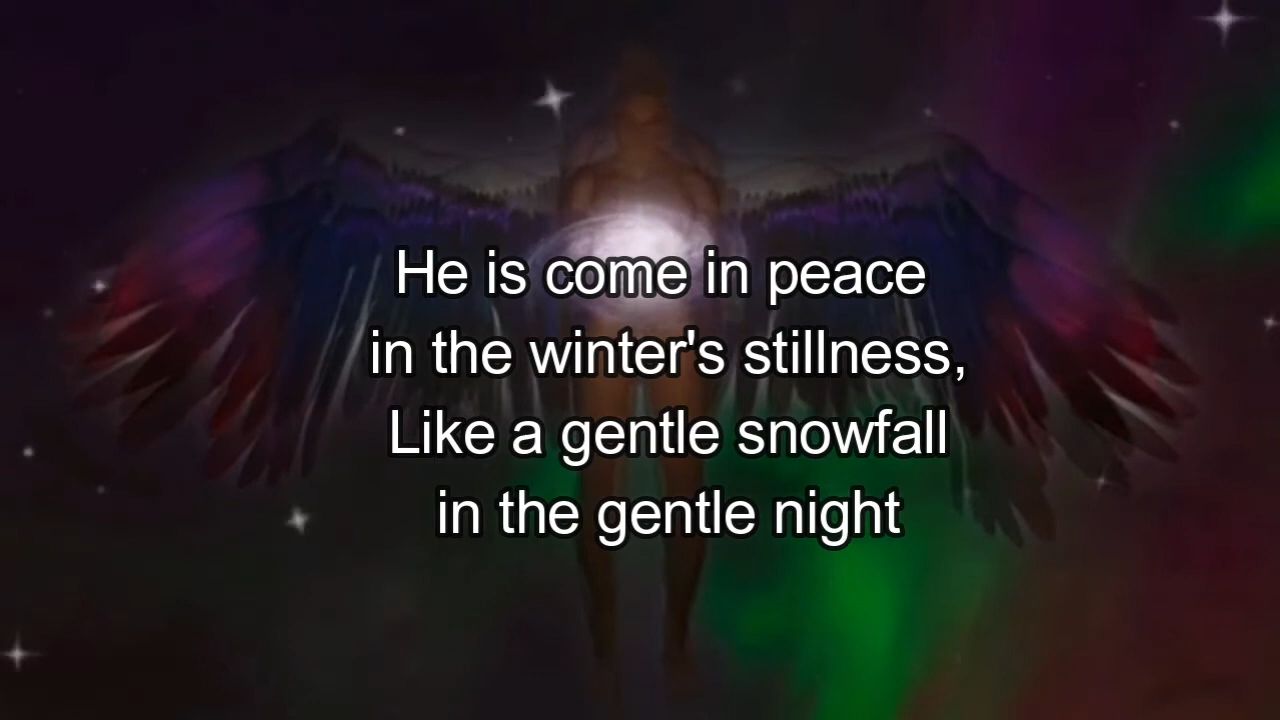 He is come in peace
in the winter's stillness,
Like a gentle snowfall
in the gentle night